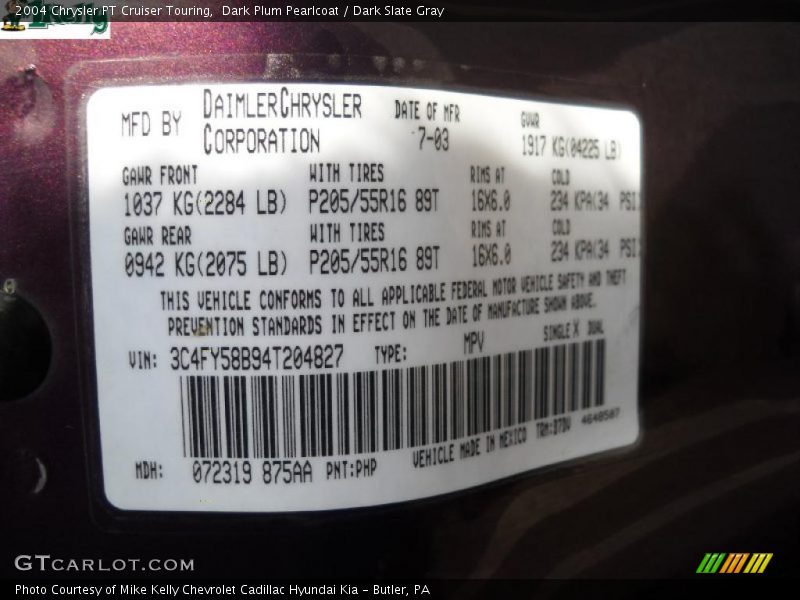 2004 Chrysler PT Cruiser Touring, Dark Plum Pearlcoat / Dark Slate Gray
MFD BY DAIMLERCHRYSLER CORPORATION DATE OF MFR 7-03 GVWR 1917 KG(04225 LB)
GAWR FRONT WITH TIRES RIMS AT COLD
1037 KG(2284 LB) P205/55R16 89T 16X6.0 234 KPA(34 PSI
GAWR REAR WITH TIRES RIMS AT COLD
0942 KG(2075 LB) P205/55R16 89T 16X6.0 234 KPA(34 PSI
THIS VEHICLE CONFORMS TO ALL APPLICABLE FEDERAL MOTOR VEHICLE SAFETY AND THEFT
PREVENTION STANDARDS IN EFFECT ON THE DATE OF MANUFACTURE SHOWN ABOVE.
VIN: 3C4FY58B94T204827 TYPE: MPV SINGLE X DUAL
MDH: 072319 875AA PNT:PHP VEHICLE MADE IN MEXICO 4648587
GTCARLOT.COM
Photo Courtesy of Mike Kelly Chevrolet Cadillac Hyundai Kia - Butler, PA